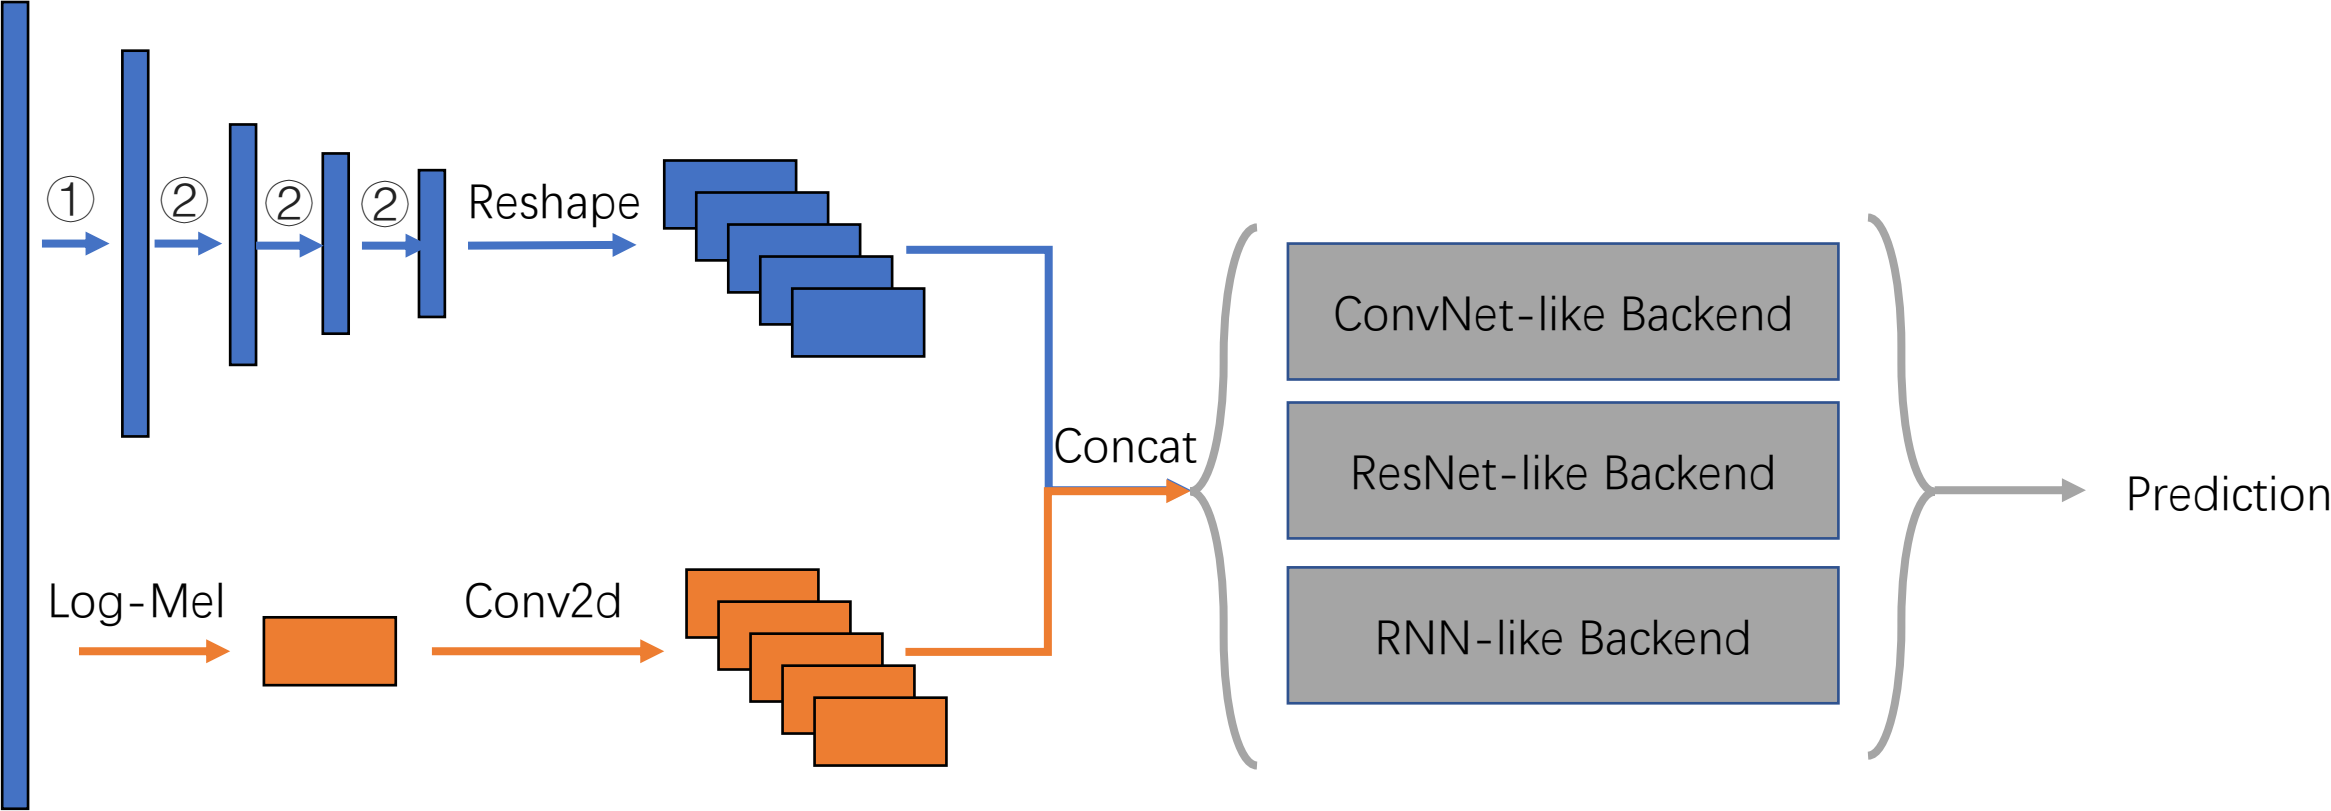 ① ② ② ② Reshape
Log-Mel
Conv2d
Concat
ConvNet-like Backend
ResNet-like Backend
RNN-like Backend
Prediction